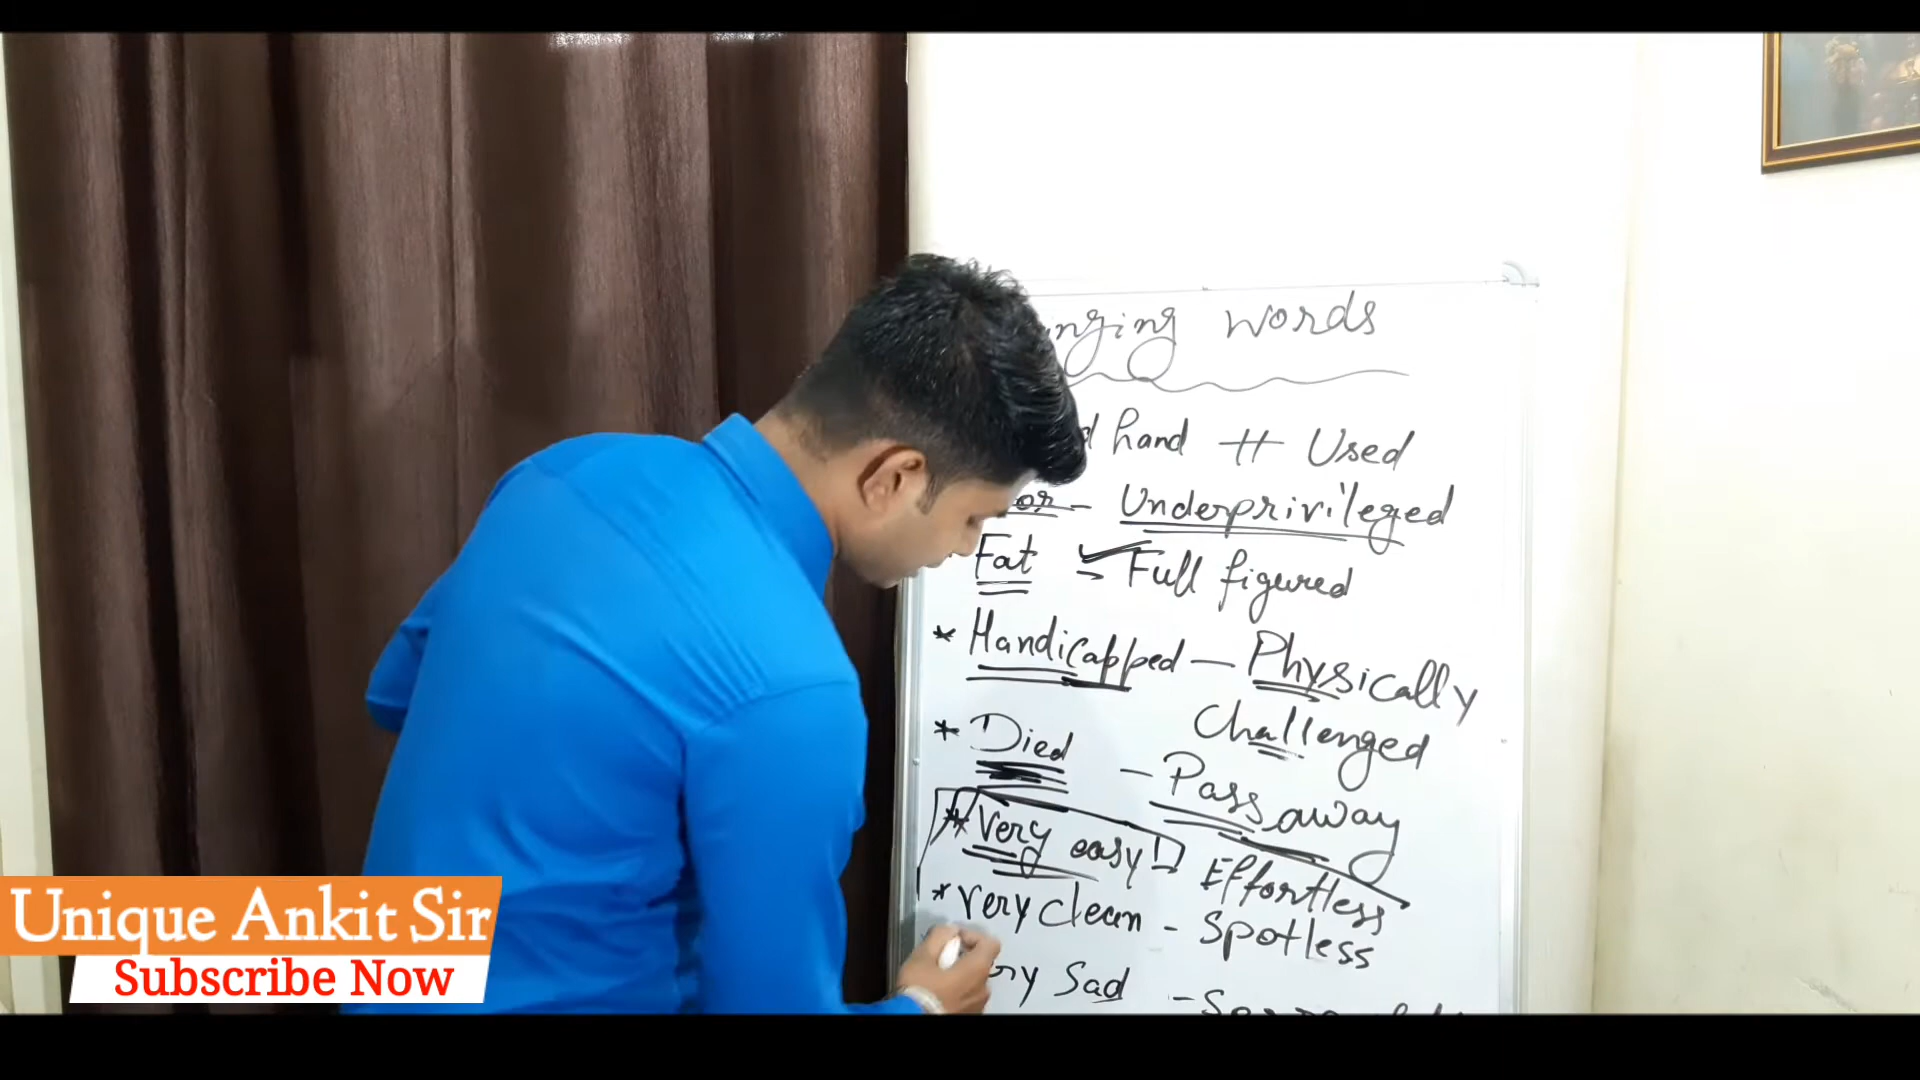 words
hand Used
Underprivileged
Fat - Full figured
* Handicapped - Physically
Challenged
* Died - Pass away
* Very easy! Effortless
* Very clean - Spotless
Sad -
Unique Ankit Sir
Subscribe Now